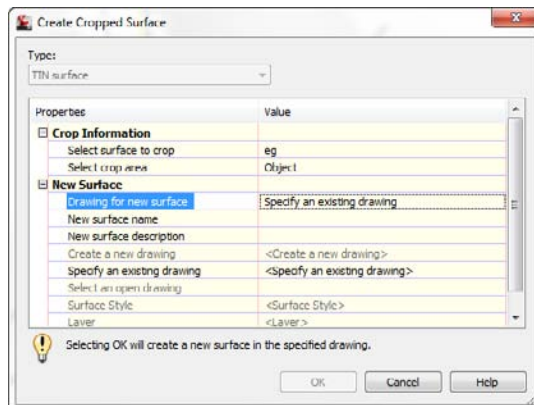 Create Cropped Surface
Type:
TIN surface
Properties Value
Crop Information
Select surface to crop eg
Select crop area Object
New Surface
Drawing for new surface Specify an existing drawing
New surface name
New surface description
Create a new drawing <Create a new drawing>
Specify an existing drawing <Specify an existing drawing>
Select an open drawing
Surface Style <Surface Style>
Layer <Layer>
Selecting OK will create a new surface in the specified drawing.
OK Cancel Help